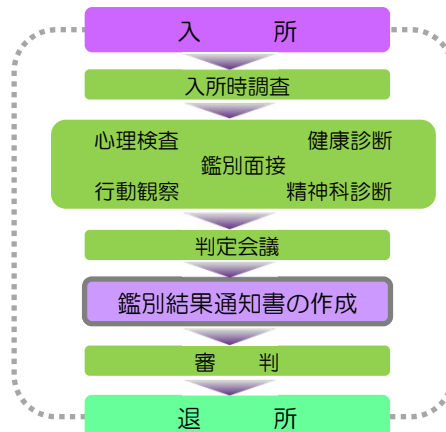 入所
入所時調査
心理検査 健康診断
鑑別面接
行動観察 精神科診断
判定会議
鑑別結果通知書の作成
審判
退所